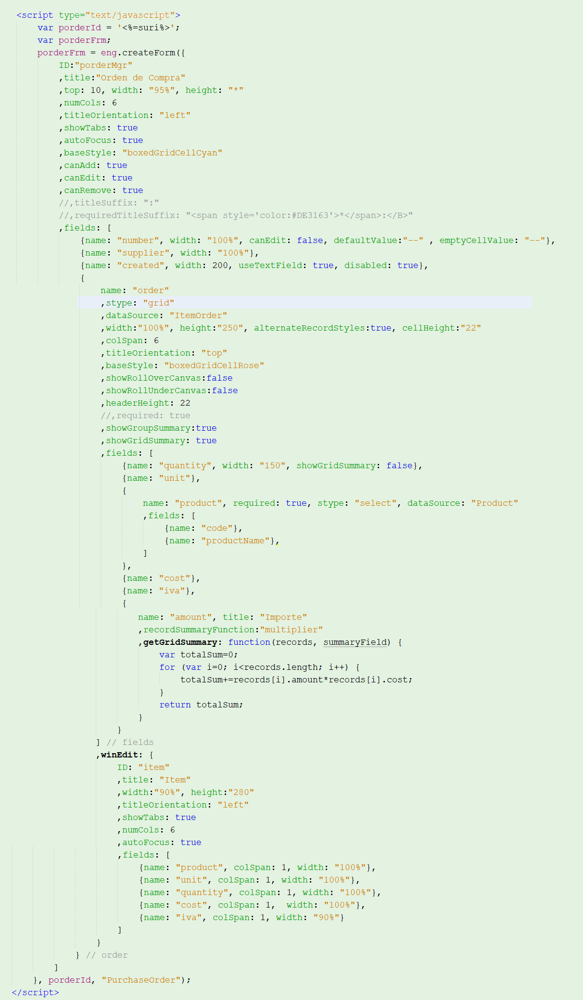 <script type="text/javascript">
    var porderId = '<%=suri%>';
    var porderFrm;
    porderFrm = eng.createForm({
        ID:"porderMgr"
        ,title:"Orden de Compra"
        ,top: 10, width: "95%", height: "*"
        ,numCols: 6
        ,titleOrientation: "left"
        ,showTabs: true
        ,autoFocus: true
        ,baseStyle: "boxedGridCellCyan"
        ,canAdd: true
        ,canEdit: true
        ,canRemove: true
        //,titleSuffix: ":"
        //,requiredTitleSuffix: "<span style='color:#DE3163'>*</span>:</B>"
        ,fields: [
            {name: "number", width: "100%", canEdit: false, defaultValue:"--" , emptyCellValue: "--"},
            {name: "supplier", width: "100%"},
            {name: "created", width: 200, useTextField: true, disabled: true},
            {
                name: "order"
                ,stype: "grid"
                ,dataSource: "ItemOrder"
                ,width:"100%", height:"250", alternateRecordStyles:true, cellHeight:"22"
                ,colSpan: 6
                ,titleOrientation: "top"
                ,baseStyle: "boxedGridCellRose"
                ,showRollOverCanvas:false
                ,showRollUnderCanvas:false
                ,headerHeight: 22
                //,required: true
                ,showGroupSummary:true
                ,showGridSummary: true
                ,fields: [
                    {name: "quantity", width: "150", showGridSummary: false},
                    {name: "unit"},
                    {
                        name: "product", required: true, stype: "select", dataSource: "Product"
                        ,fields: [
                            {name: "code"},
                            {name: "productName"},
                        ]
                    },
                    {name: "cost"},
                    {name: "iva"},
                    {
                        name: "amount", title: "Importe"
                        ,recordSummaryFunction:"multiplier"
                        ,getGridSummary: function(records, summaryField) {
                            var totalSum=0;
                            for (var i=0; i<records.length; i++) {
                                totalSum+=records[i].amount*records[i].cost;
                            }
                            return totalSum;
                        }
                    }
                ] // fields
                ,winEdit: {
                    ID: "item"
                    ,title: "Item"
                    ,width:"90%", height:"280"
                    ,titleOrientation: "left"
                    ,showTabs: true
                    ,numCols: 6
                    ,autoFocus: true
                    ,fields: [
                        {name: "product", colSpan: 1, width: "100%"},
                        {name: "unit", colSpan: 1, width: "100%"},
                        {name: "quantity", colSpan: 1, width: "100%"},
                        {name: "cost", colSpan: 1,  width: "100%"},
                        {name: "iva", colSpan: 1, width: "90%"}
                    ]
                }
            } // order
        ]
    }, porderId, "PurchaseOrder");
</script>